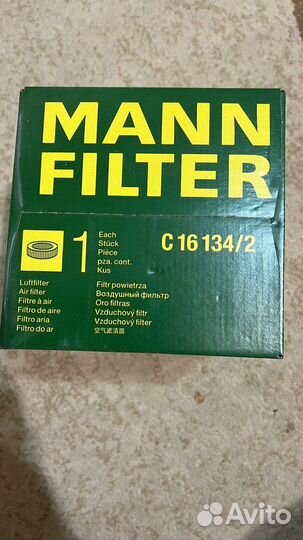 MANN
FILTER
1
Each
Stück
Pièce
pza. cont.
Kus
C 16 134/2
Luftfilter
Air filter
Filtre à air
Filtro de aire
Filtro aria
Filtro do ar
Filtr powietrza
Воздушный фильтр
Oro filtras
Vzduchový filtr
Vzduchový filter
空气滤清器
Avito